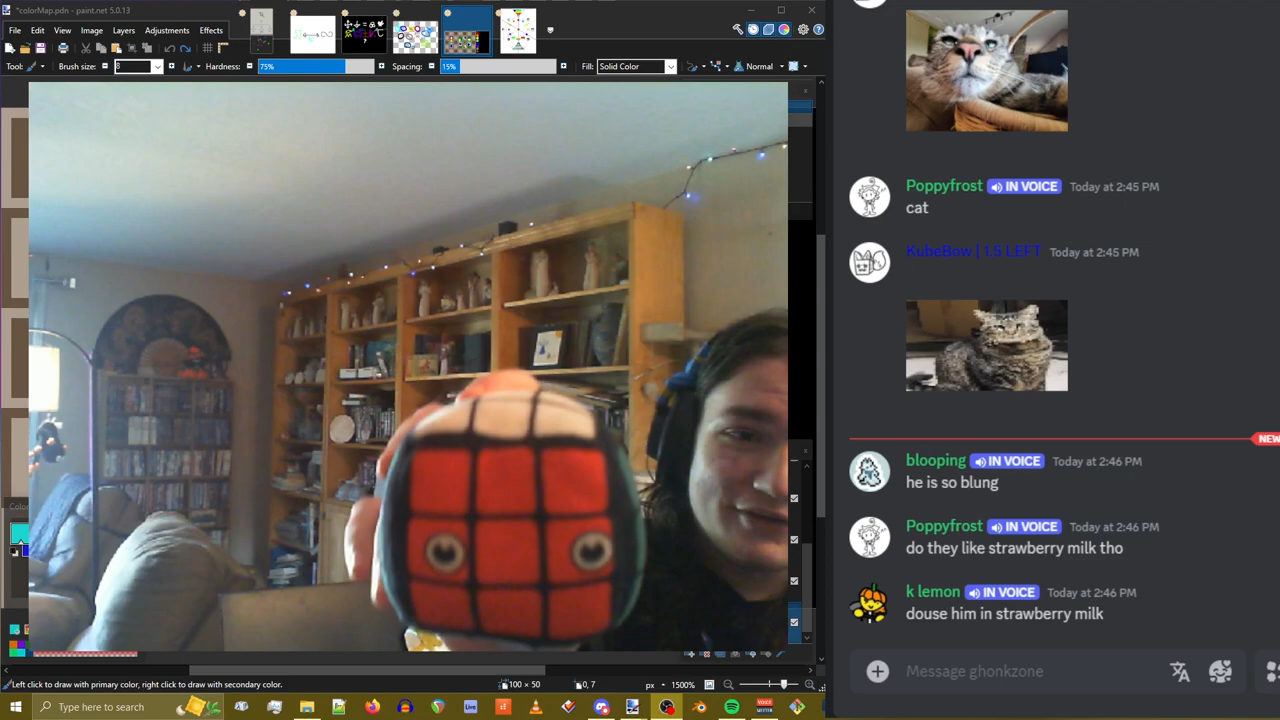 *colorMap.pdn - paint.net 5.0.13
File Edit View Image Layers Adjustments Effects
Tool: Brush size: 8 Hardness: 75% Spacing: 15% Fill: Solid Color Normal
Left click to draw with primary color, right click to draw with secondary color.
100 × 50
0, 7
px
1500%
Type here to search
Poppyfrost IN VOICE Today at 2:45 PM
cat
KubeBow | 1.5 LEFT Today at 2:45 PM
NEW
blooping IN VOICE Today at 2:46 PM
he is so blung
Poppyfrost IN VOICE Today at 2:46 PM
do they like strawberry milk tho
k lemon IN VOICE Today at 2:46 PM
douse him in strawberry milk
Message ghonkzone